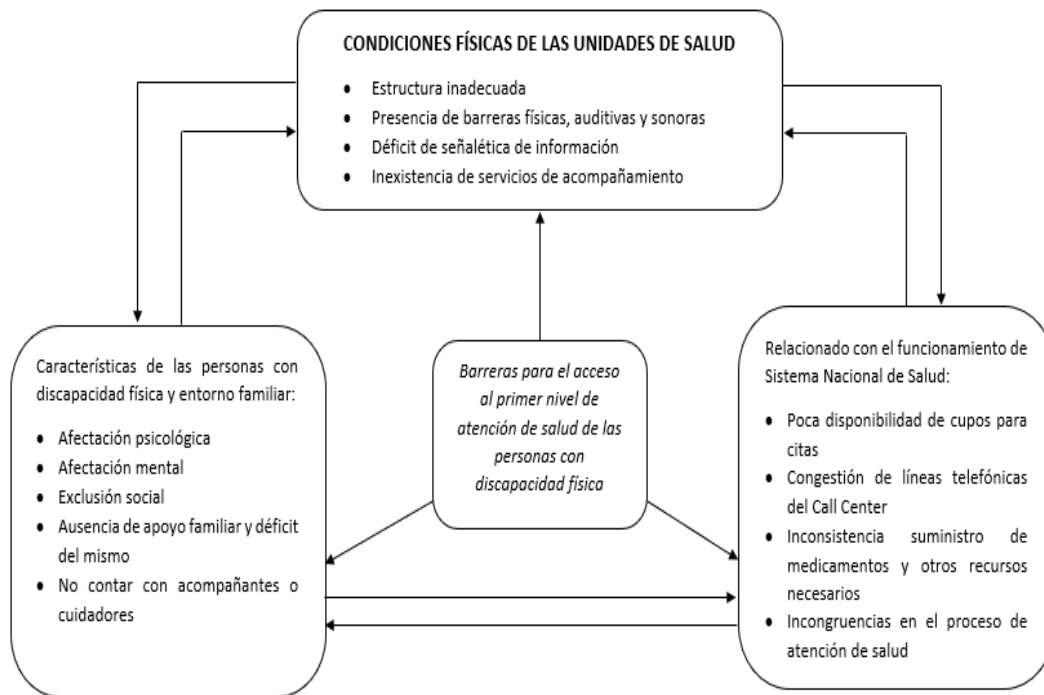 CONDICIONES FÍSICAS DE LAS UNIDADES DE SALUD
• Estructura inadecuada
• Presencia de barreras físicas, auditivas y sonoras
• Déficit de señalética de información
• Inexistencia de servicios de acompañamiento
Características de las personas con
discapacidad física y entorno familiar:
• Afectación psicológica
• Afectación mental
• Exclusión social
• Ausencia de apoyo familiar y déficit
del mismo
• No contar con acompañantes o
cuidadores
Barreras para el acceso
al primer nivel de
atención de salud de las
personas con
discapacidad física
Relacionado con el funcionamiento de
Sistema Nacional de Salud:
• Poca disponibilidad de cupos para
citas
• Congestión de líneas telefónicas
del Call Center
• Inconsistencia suministro de
medicamentos y otros recursos
necesarios
• Incongruencias en el proceso de
atención de salud